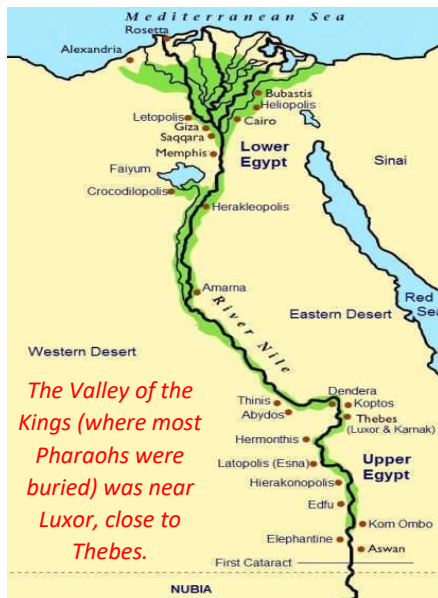 Mediterranean Sea
Rosetta
Alexandria
Bubastis
Heliopolis
Letopolis
Giza
Cairo
Saqqara
Memphis
Lower
Egypt
Sinai
Faiyum
Crocodilopolis
Herakleopolis
Amarna
River Nile
Red
Sea
Eastern Desert
Western Desert
The Valley of the
Kings (where most
Pharaohs were
buried) was near
Luxor, close to
Thebes.
Dendera
Thinis
Koptos
Abydos
Thebes
(Luxor & Karnak)
Hermonthis
Latopolis (Esna)
Upper
Egypt
Hierakonopolis
Edfu
Kom Ombo
Elephantine
Aswan
First Cataract
NUBIA